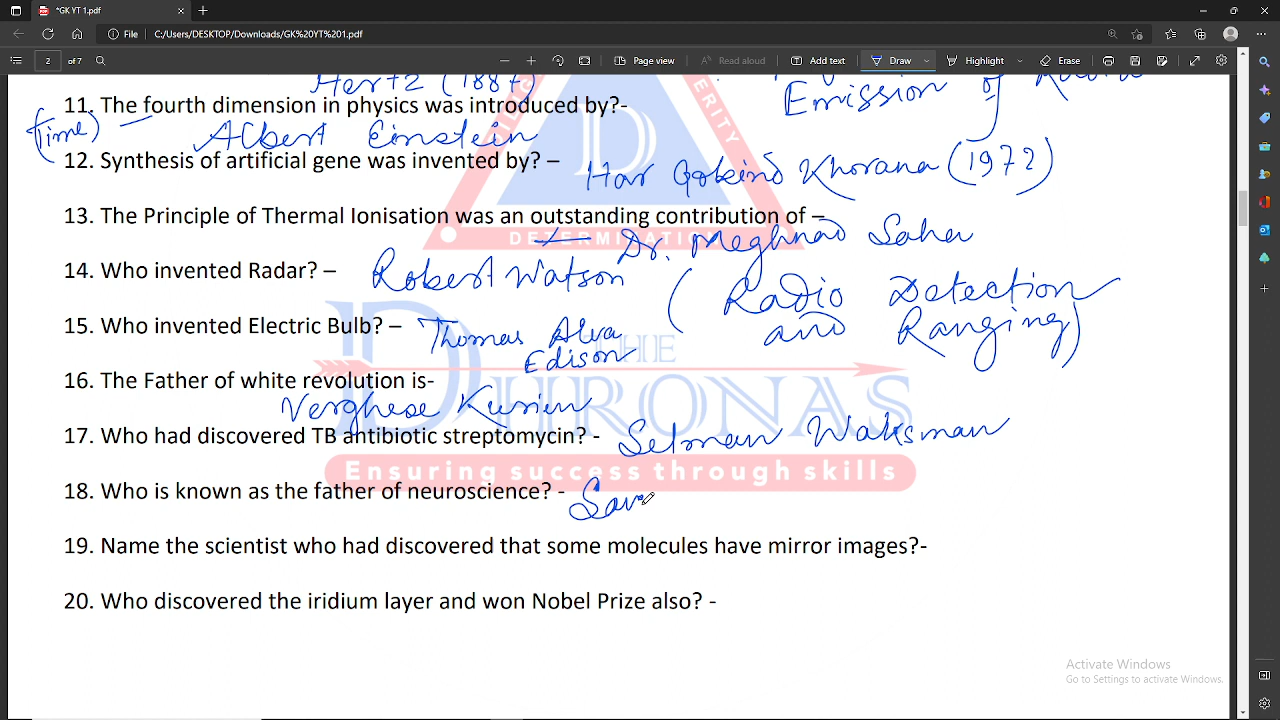 *GK YT 1.pdf
File C:/Users/DESKTOP/Downloads/GK%20YT%201.pdf
2 of 7 Page view Read aloud Add text Draw Highlight Erase
Hertz (1887)
Emission of
11. The fourth dimension in physics was introduced by?-
(Time) Albert Einstein
12. Synthesis of artificial gene was invented by? –
Har Gobind Khorana (1972)
13. The Principle of Thermal Ionisation was an outstanding contribution of –
Dr. Meghnad Saha
14. Who invented Radar? – Robert Watson (Radio Detection
and Ranging)
15. Who invented Electric Bulb? – Thomas Alva
Edison
16. The Father of white revolution is-
Verghese Kurien
17. Who had discovered TB antibiotic streptomycin? - Selman Waksman
18. Who is known as the father of neuroscience? - San
19. Name the scientist who had discovered that some molecules have mirror images?-
20. Who discovered the iridium layer and won Nobel Prize also? -
D
ERITY
DETERMINATION
THE
DHRONAS
Ensuring success through skills
Activate Windows
Go to Settings to activate Windows.